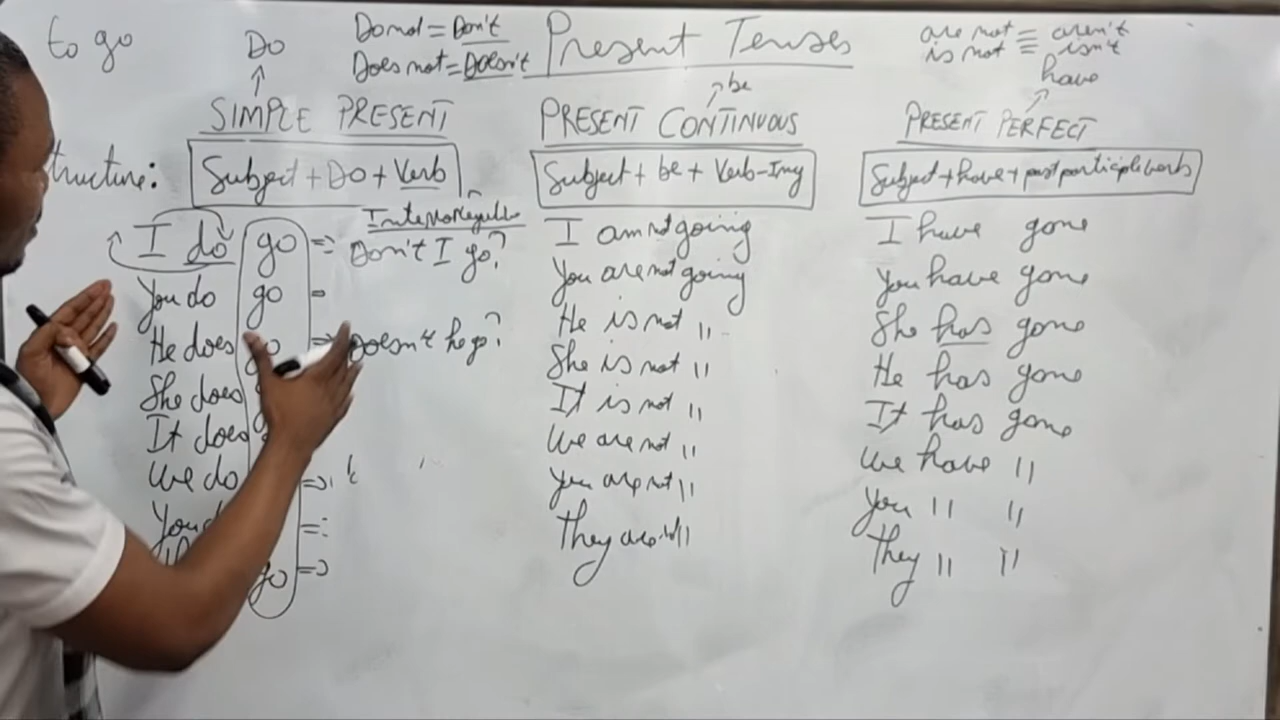 to go
DO
Do not = Don't
Does not = Doesn't
Present Tenses
are not = aren't
is not = isn't
have
be
SIMPLE PRESENT
PRESENT CONTINUOUS
PRESENT PERFECT
tructure:
Subject + DO + Verb
Subject + be + Verb-Ing
Subject + have + past participle verbs
I do go => Don't I go?
You do go =
He does => Doesn't he go?
She does
It does
We do =>
You d =
go =>
I am not going
You are not going
He is not "
She is not "
It is not "
We are not "
You are not "
They are not "
I have gone
You have gone
She has gone
He has gone
It has gone
We have "
You " "
They " "